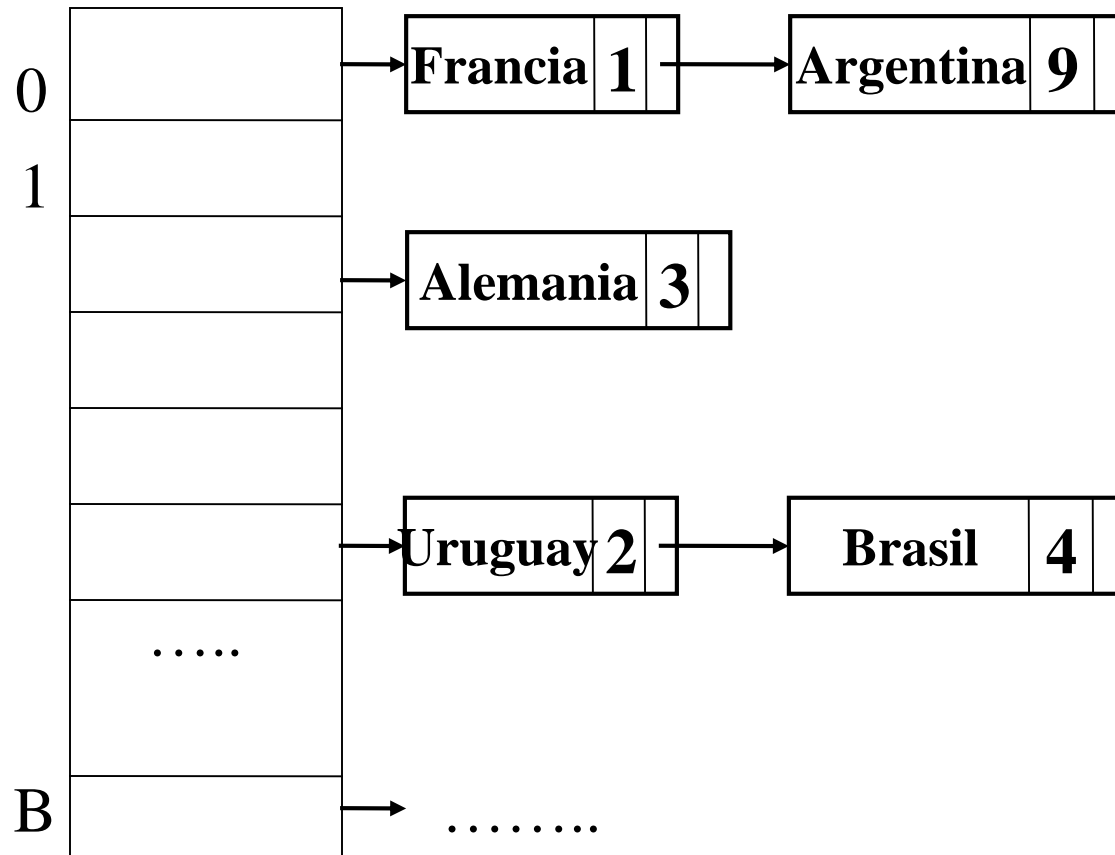 0 Francia 1 Argentina 9
1
Alemania 3
Uruguay 2 Brasil 4
.....
B ........